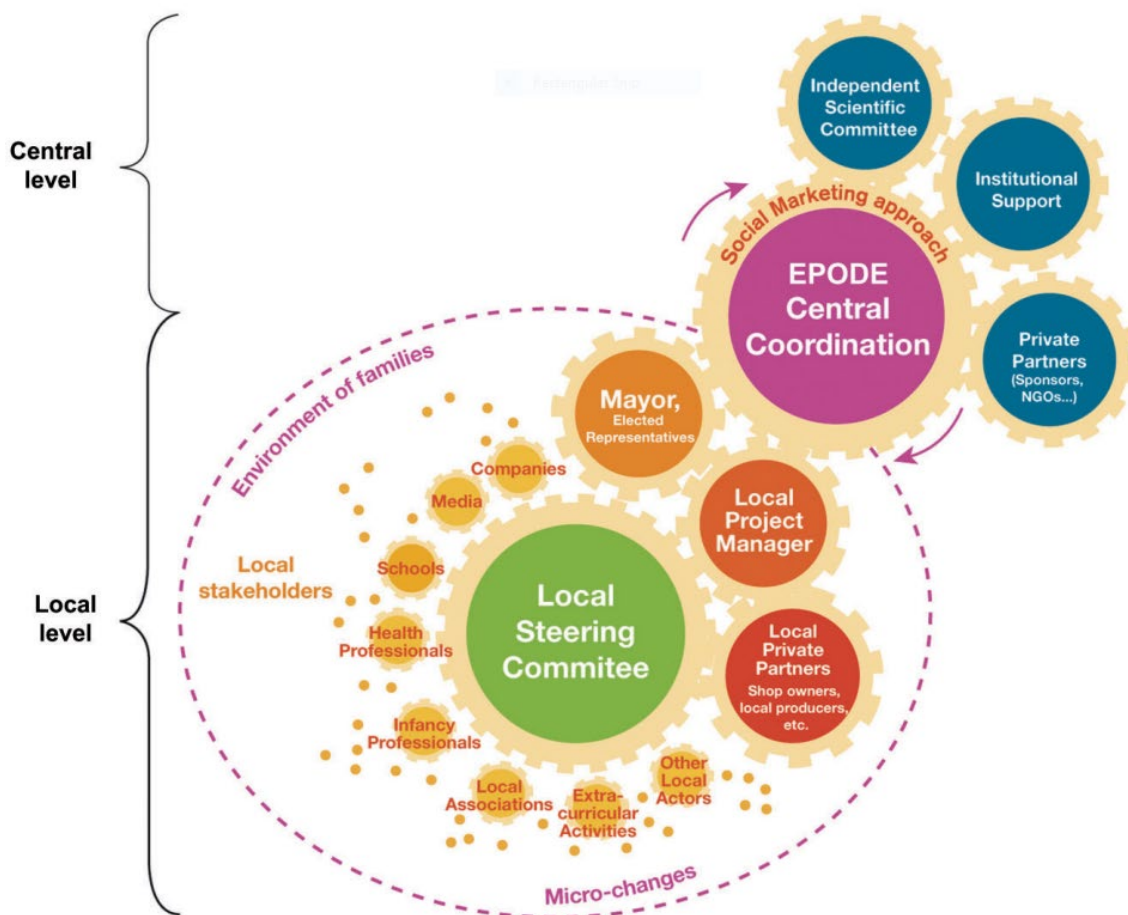 Central
level
Independent
Scientific
Committee
Institutional
Support
Social Marketing approach
EPODE
Central
Coordination
Private
Partners
(Sponsors,
NGOs...)
Environment of families
Mayor,
Elected
Representatives
Companies
Media
Local
Project
Manager
Schools
Local
stakeholders
Local
level
Health
Professionals
Local
Steering
Commitee
Local
Private
Partners
Shop owners,
local producers,
etc.
Infancy
Professionals
Local
Associations
Extra-
curricular
Activities
Other
Local
Actors
Micro-changes